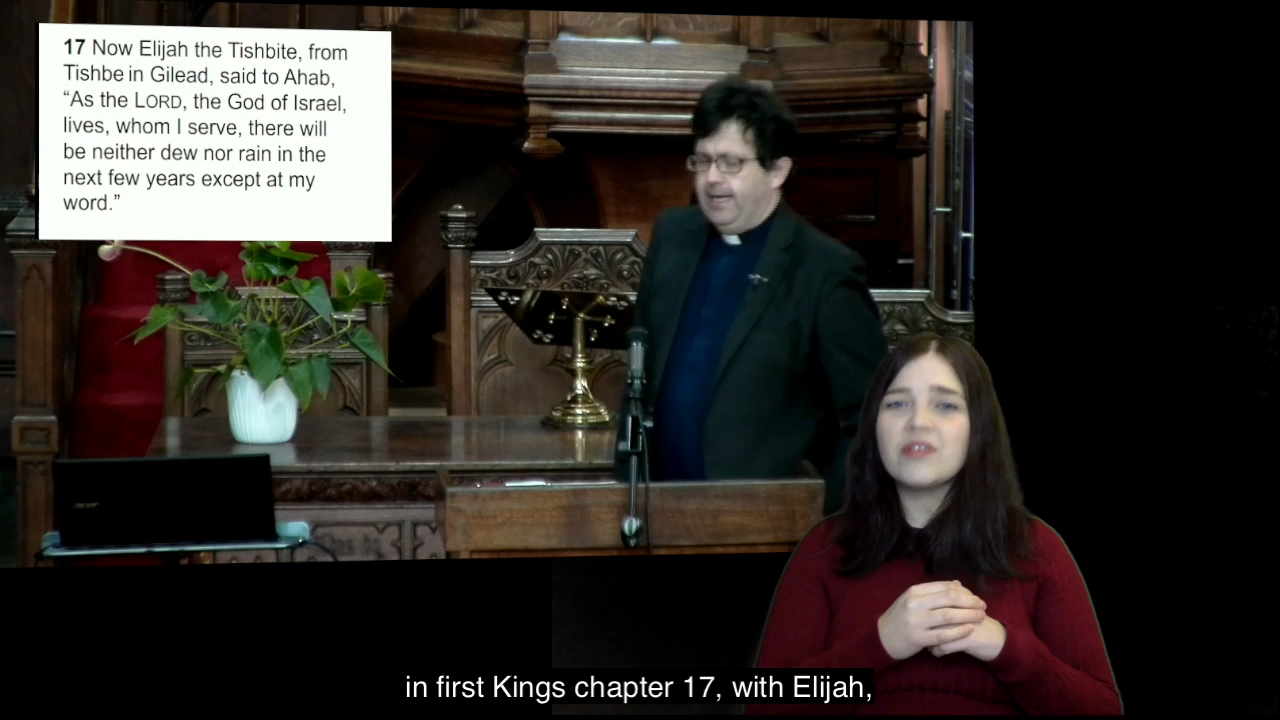 17 Now Elijah the Tishbite, from
Tishbe in Gilead, said to Ahab,
“As the LORD, the God of Israel,
lives, whom I serve, there will
be neither dew nor rain in the
next few years except at my
word.”
acer
in first Kings chapter 17, with Elijah,